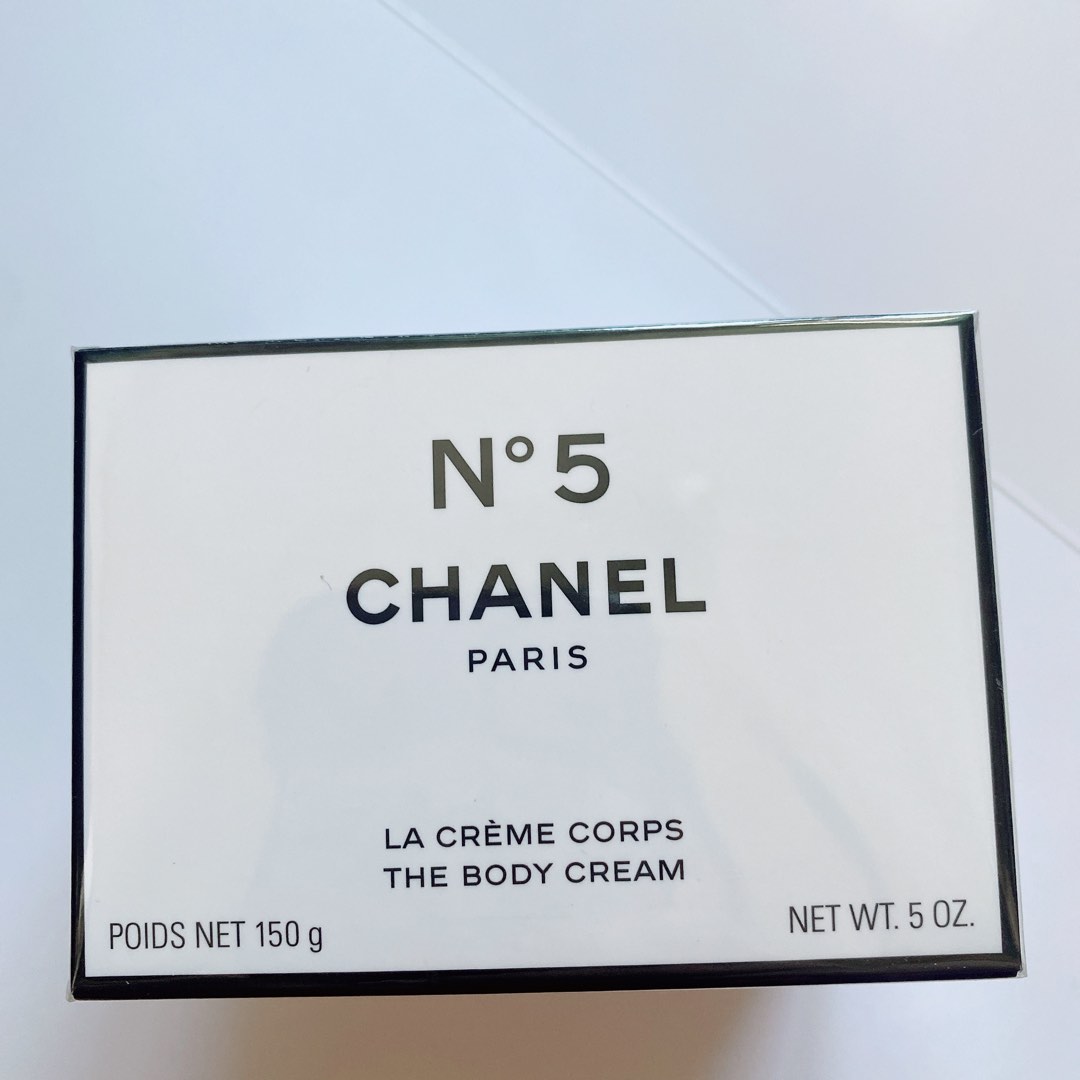 N°5
CHANEL
PARIS
LA CRÈME CORPS
THE BODY CREAM
POIDS NET 150 g
NET WT. 5 OZ.